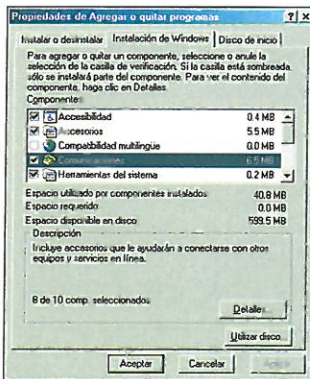 Propiedades de Agregar o quitar programas
Instalar o desinstalar Instalación de Windows Disco de inicio
Para agregar o quitar un componente, seleccione o anule la
selección de la casilla de verificación. Si la casilla está sombreada,
sólo se instalará parte del componente. Para ver el contenido del
componente, haga clic en Detalles.
Componentes:
Accesibilidad 0.4 MB
Accesorios 5.5 MB
Compatibilidad multilingüe 0.0 MB
Comunicaciones 6.5 MB
Herramientas del sistema 0.2 MB
Espacio utilizado por componentes instalados: 40.8 MB
Espacio requerido: 0.0 MB
Espacio disponible en disco: 599.5 MB
Descripción
Incluye accesorios que le ayudarán a conectarse con otros
equipos y servicios en línea.
8 de 10 comp. seleccionados
Detalles...
Utilizar disco...
Aceptar Cancelar Aplicar